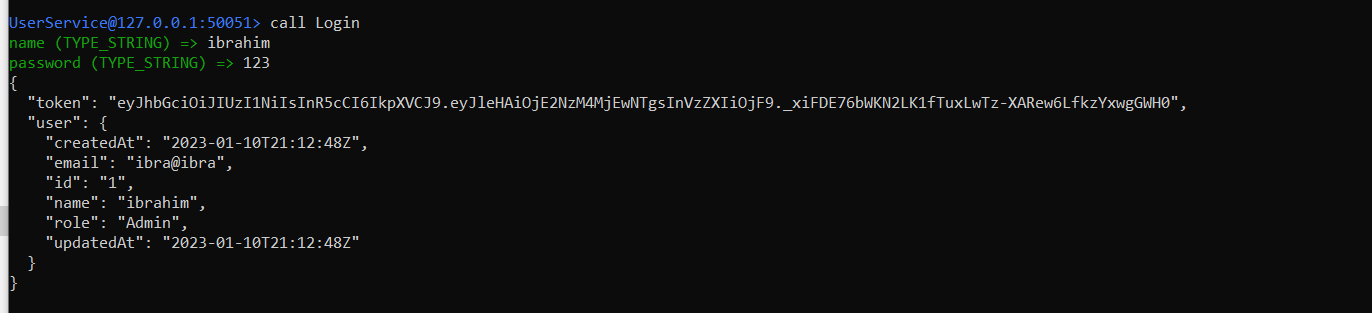 UserService@127.0.0.1:50051> call Login
name (TYPE_STRING) => ibrahim
password (TYPE_STRING) => 123
{
  "token": "eyJhbGciOiJIUzI1NiIsInR5cCI6IkpXVCJ9.eyJleHAiOjE2NzM4MjEwNTgsInVzZXIiOjF9._xiFDE76bWKN2LK1fTuxLwTz-XARew6LfkzYxwgGWH0",
  "user": {
    "createdAt": "2023-01-10T21:12:48Z",
    "email": "ibra@ibra",
    "id": "1",
    "name": "ibrahim",
    "role": "Admin",
    "updatedAt": "2023-01-10T21:12:48Z"
  }
}